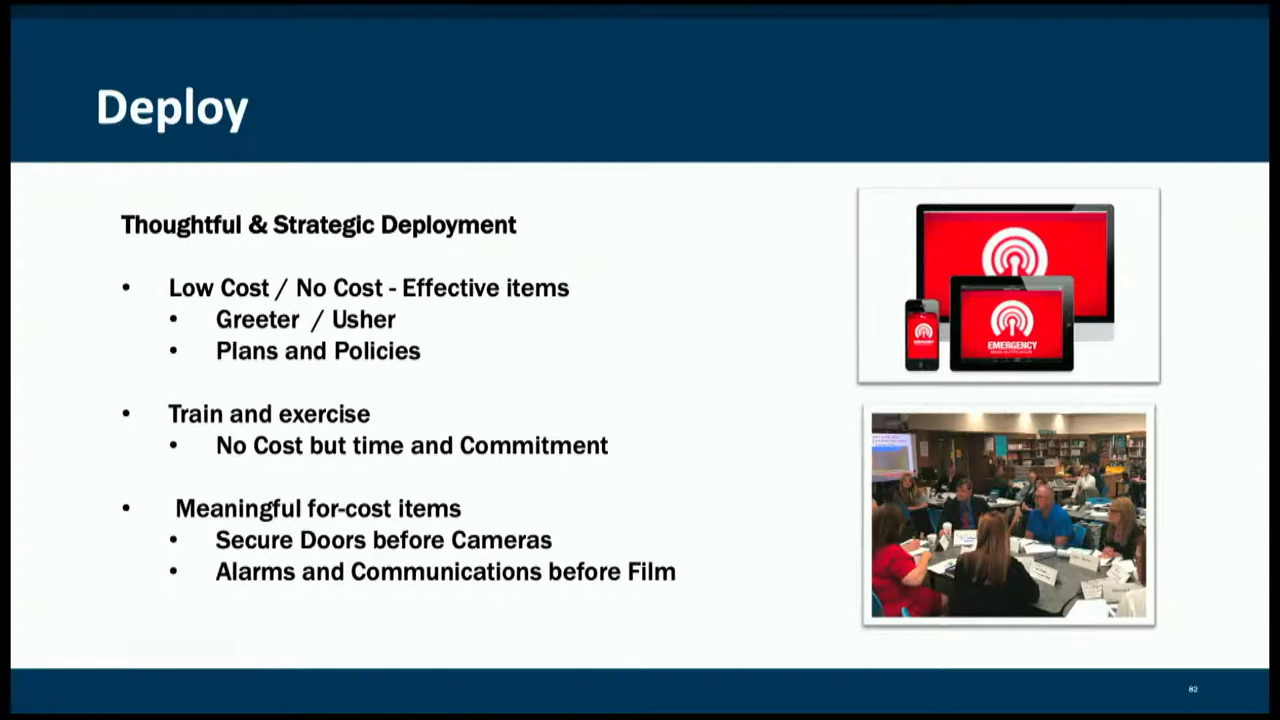 Deploy
Thoughtful & Strategic Deployment
• Low Cost / No Cost - Effective items
• Greeter / Usher
• Plans and Policies
• Train and exercise
• No Cost but time and Commitment
• Meaningful for-cost items
• Secure Doors before Cameras
• Alarms and Communications before Film
EMERGENCY
82